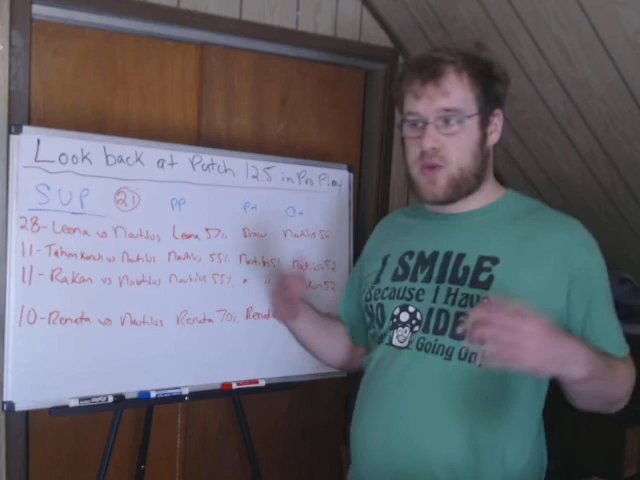 Look back at Patch 12.5 in Pro Play
SUP 21 PP
28- Leona vs Nautilus Leona 57% Draw Nautilus
11- Tahm Kench vs Nautilus Nautilus 55% Nautilus 51 Nautilus 52
11- Rakan vs Nautilus Nautilus 55%
10- Renata vs Nautilus Renata 70% Renata
I SMILE
Because I Have
NO IDEA
Going On!